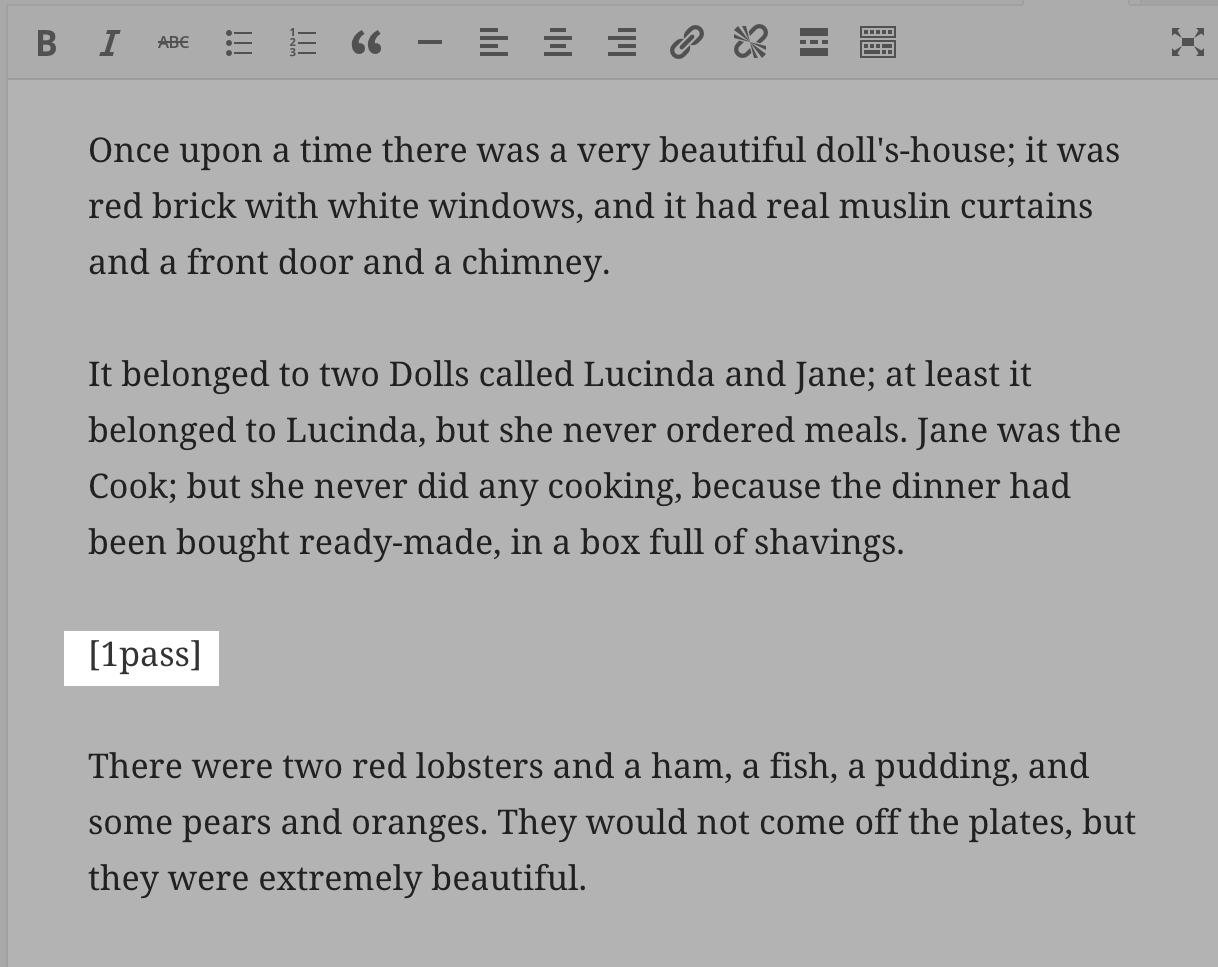 B I ABC
Once upon a time there was a very beautiful doll's-house; it was
red brick with white windows, and it had real muslin curtains
and a front door and a chimney.
It belonged to two Dolls called Lucinda and Jane; at least it
belonged to Lucinda, but she never ordered meals. Jane was the
Cook; but she never did any cooking, because the dinner had
been bought ready-made, in a box full of shavings.
[1pass]
There were two red lobsters and a ham, a fish, a pudding, and
some pears and oranges. They would not come off the plates, but
they were extremely beautiful.